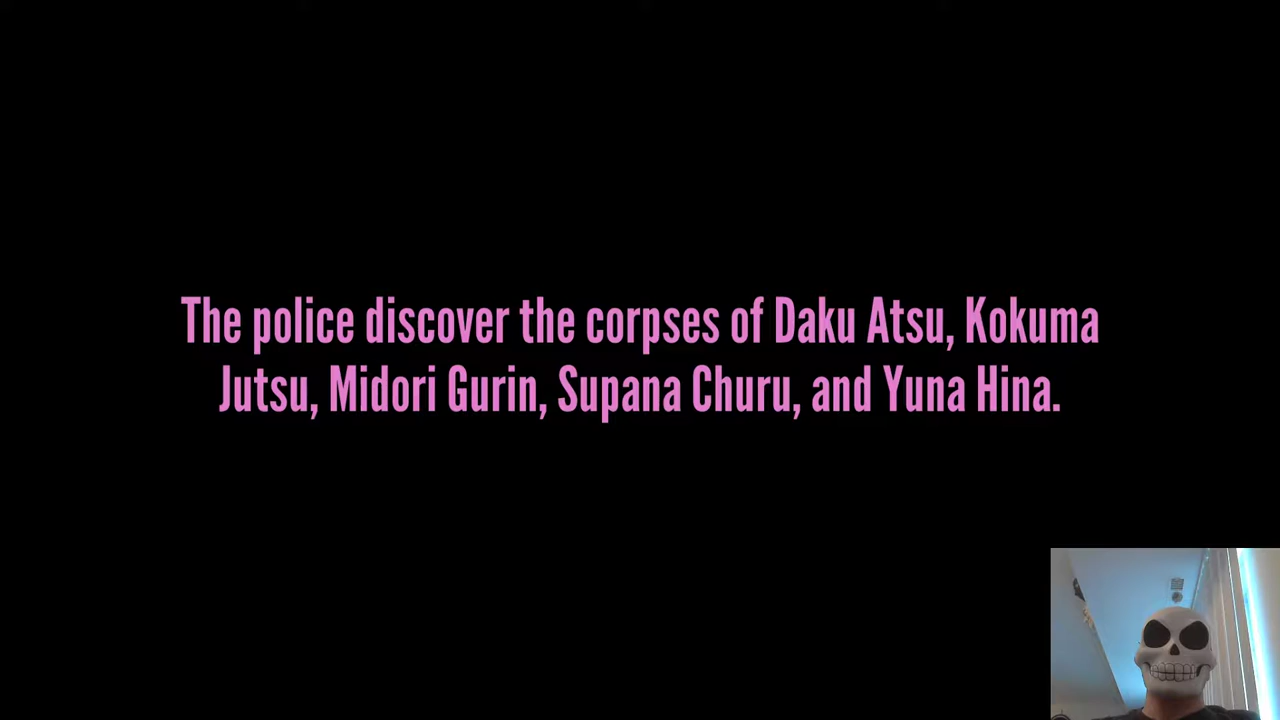 The police discover the corpses of Daku Atsu, Kokuma
Jutsu, Midori Gurin, Supana Churu, and Yuna Hina.